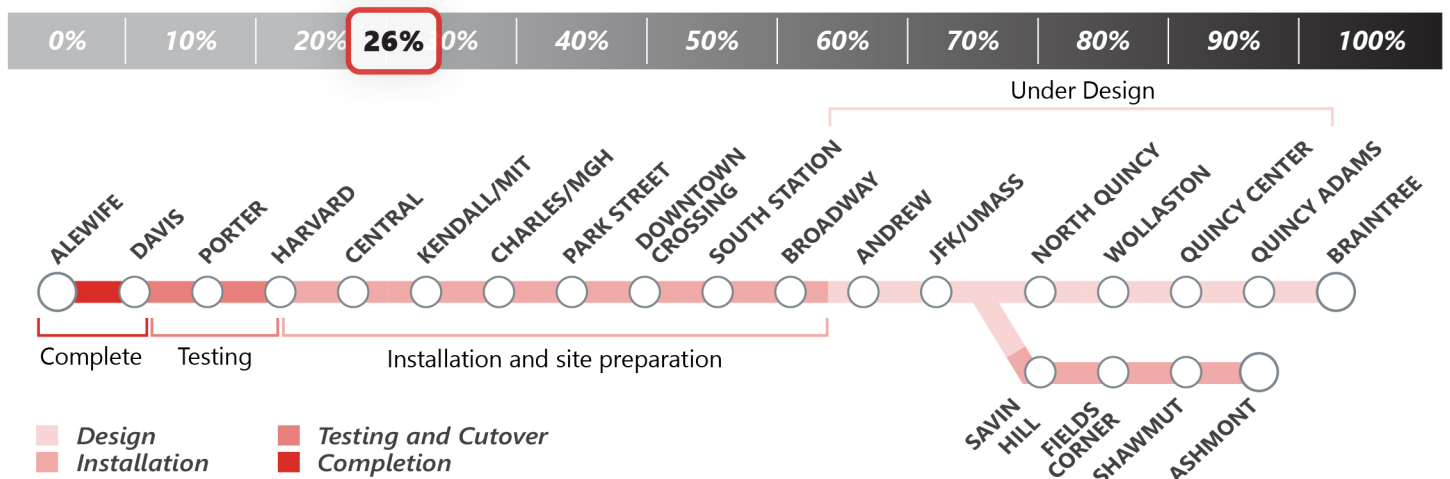 0% 10% 20% 26% 0% 40% 50% 60% 70% 80% 90% 100%
Under Design
ALEWIFE
DAVIS
PORTER
HARVARD
CENTRAL
KENDALL/MIT
CHARLES/MGH
PARK STREET
DOWNTOWN
CROSSING
SOUTH STATION
BROADWAY
ANDREW
JFK/UMASS
NORTH QUINCY
WOLLASTON
QUINCY CENTER
QUINCY ADAMS
BRAINTREE
Complete
Testing
Installation and site preparation
SAVIN
HILL
FIELDS
CORNER
SHAWMUT
ASHMONT
Design
Installation
Testing and Cutover
Completion